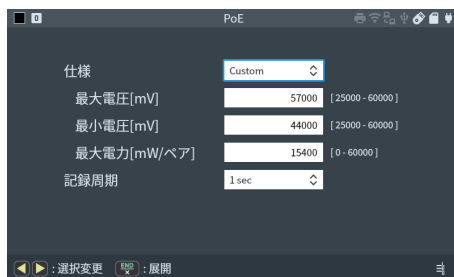 0 PoE
仕様 Custom
最大電圧[mV] 57000 [ 25000 - 60000 ]
最小電圧[mV] 44000 [ 25000 - 60000 ]
最大電力[mW/ペア] 15400 [ 0 - 60000 ]
記録周期 1 sec
:選択変更 END × :展開